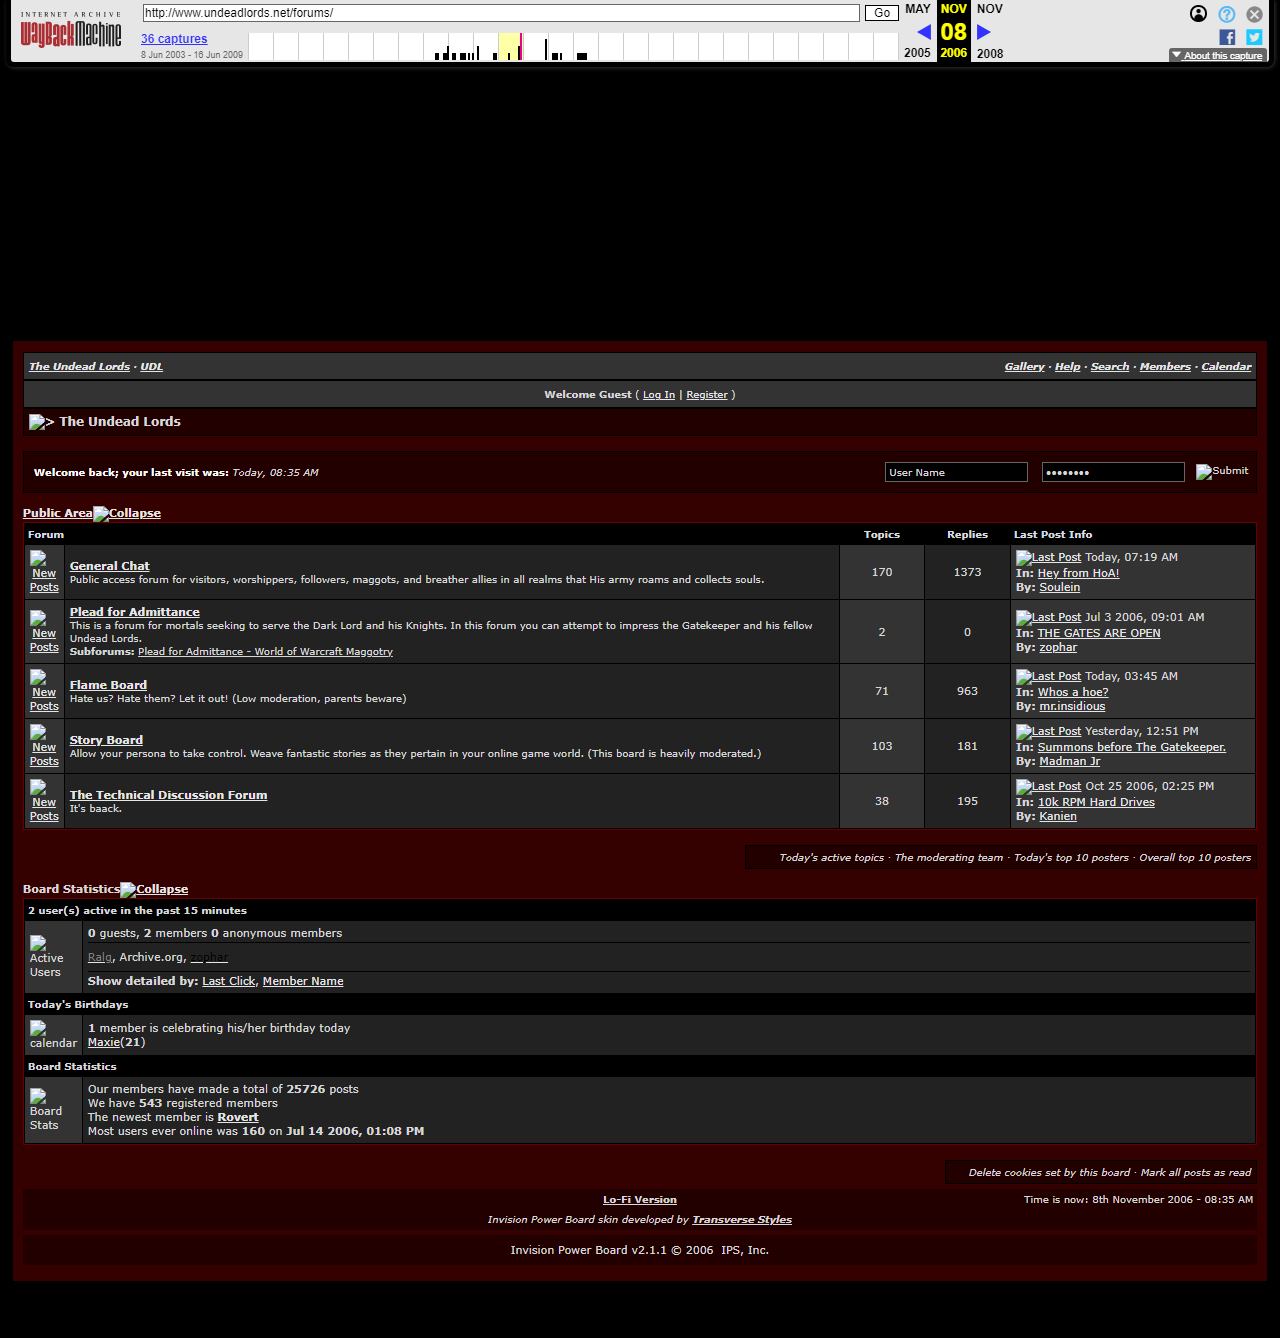 INTERNET ARCHIVE
WayBackMachine
http://www.undeadlords.net/forums/
Go
36 captures
8 Jun 2003 - 16 Jun 2009
MAY NOV NOV
08
2005 2006 2008
About this capture
The Undead Lords · UDL
Gallery · Help · Search · Members · Calendar
Welcome Guest ( Log In | Register )
> The Undead Lords
Welcome back; your last visit was: Today, 08:35 AM
User Name
••••••••
Submit
Public Area Collapse
Forum Topics Replies Last Post Info
New Posts
General Chat
Public access forum for visitors, worshippers, followers, maggots, and breather allies in all realms that His army roams and collects souls.
170 1373
Last Post Today, 07:19 AM
In: Hey from HoA!
By: Soulein
New Posts
Plead for Admittance
This is a forum for mortals seeking to serve the Dark Lord and his Knights. In this forum you can attempt to impress the Gatekeeper and his fellow
Undead Lords.
Subforums: Plead for Admittance - World of Warcraft Maggotry
2 0
Last Post Jul 3 2006, 09:01 AM
In: THE GATES ARE OPEN
By: zophar
New Posts
Flame Board
Hate us? Hate them? Let it out! (Low moderation, parents beware)
71 963
Last Post Today, 03:45 AM
In: Whos a hoe?
By: mr.insidious
New Posts
Story Board
Allow your persona to take control. Weave fantastic stories as they pertain in your online game world. (This board is heavily moderated.)
103 181
Last Post Yesterday, 12:51 PM
In: Summons before The Gatekeeper.
By: Madman Jr
New Posts
The Technical Discussion Forum
It's baack.
38 195
Last Post Oct 25 2006, 02:25 PM
In: 10k RPM Hard Drives
By: Kanien
Today's active topics · The moderating team · Today's top 10 posters · Overall top 10 posters
Board Statistics Collapse
2 user(s) active in the past 15 minutes
Active Users
0 guests, 2 members 0 anonymous members
Ralg, Archive.org, zophar
Show detailed by: Last Click, Member Name
Today's Birthdays
calendar
1 member is celebrating his/her birthday today
Maxie(21)
Board Statistics
Board Stats
Our members have made a total of 25726 posts
We have 543 registered members
The newest member is Rovert
Most users ever online was 160 on Jul 14 2006, 01:08 PM
Delete cookies set by this board · Mark all posts as read
Lo-Fi Version
Time is now: 8th November 2006 - 08:35 AM
Invision Power Board skin developed by Transverse Styles
Invision Power Board v2.1.1 © 2006  IPS, Inc.